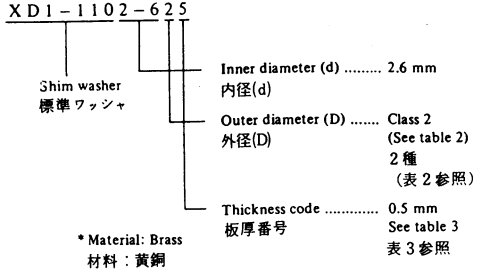 XD1-1102-625
Shim washer
標準ワッシャ
Inner diameter (d) ......... 2.6 mm
内径(d)
Outer diameter (D) ....... Class 2
外径(D)
(See table 2)
2種
(表2参照)
Thickness code ............. 0.5 mm
板厚番号
See table 3
表3参照
* Material: Brass
材料：黄銅